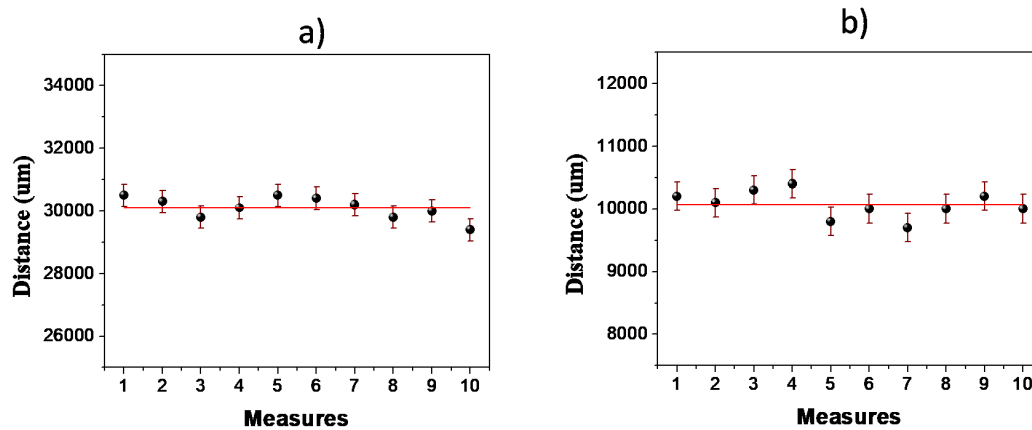 a)
34000
32000
30000
28000
26000
Distance (um)
1 2 3 4 5 6 7 8 9 10
Measures
b)
12000
11000
10000
9000
8000
Distance (um)
1 2 3 4 5 6 7 8 9 10
Measures